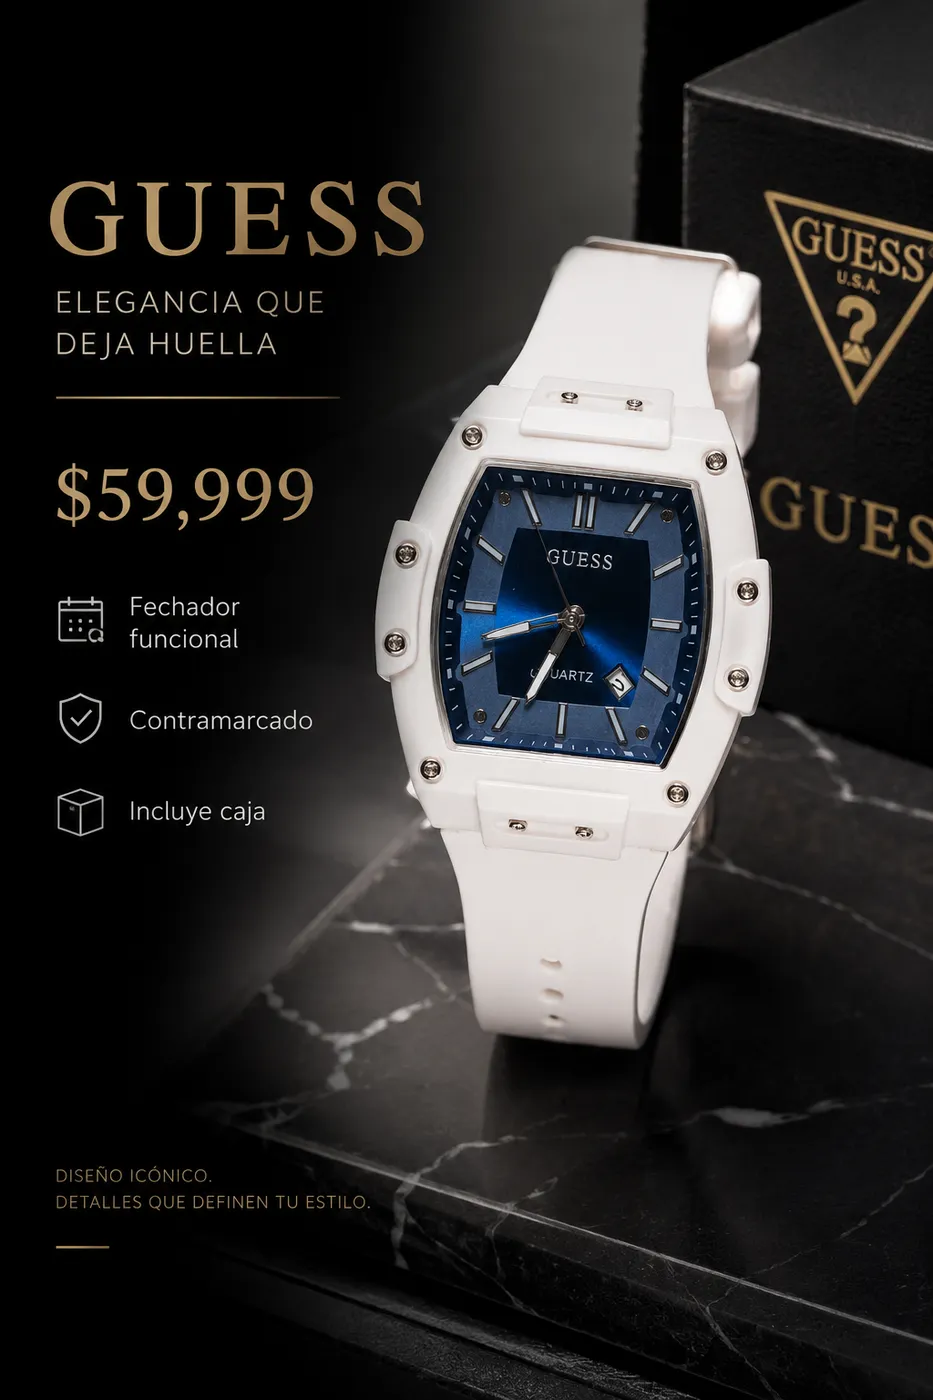 GUESS
ELEGANCIA QUE
DEJA HUELLA
$59,999
Fechador
funcional
Contramarcado
Incluye caja
DISEÑO ICÓNICO.
DETALLES QUE DEFINEN TU ESTILO.
GUESS
U.S.A.
?
GUESS
QUARTZ
2